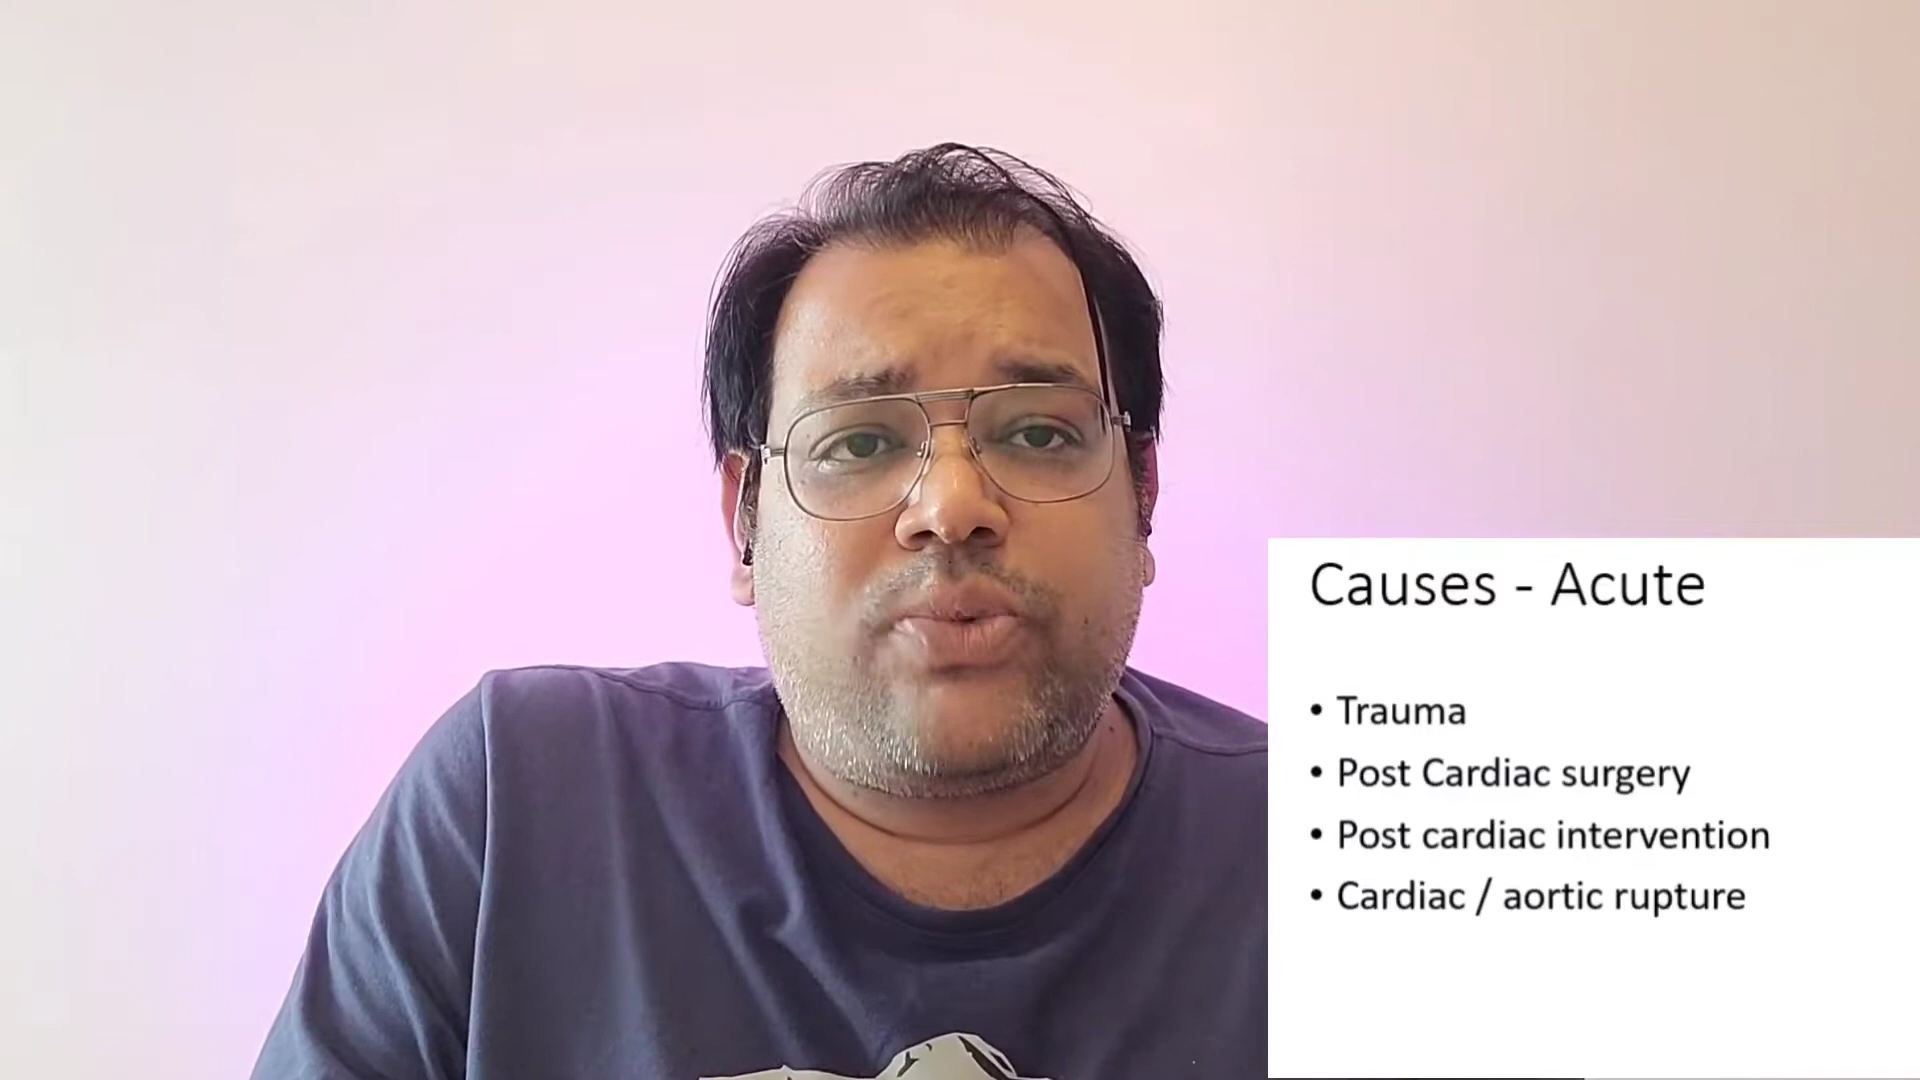 Causes - Acute
• Trauma
• Post Cardiac surgery
• Post cardiac intervention
• Cardiac / aortic rupture